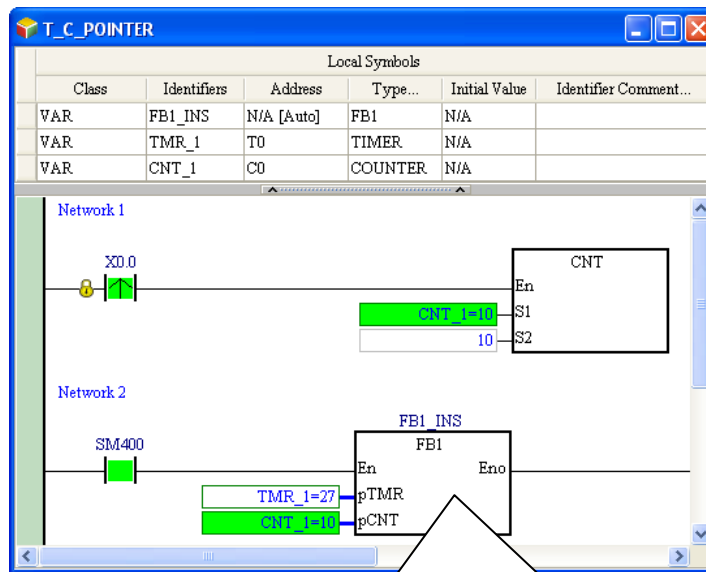 T_C_POINTER
Local Symbols
Class Identifiers Address Type... Initial Value Identifier Comment...
VAR FB1_INS N/A [Auto] FB1 N/A
VAR TMR_1 T0 TIMER N/A
VAR CNT_1 C0 COUNTER N/A
Network 1
X0.0 CNT
En
CNT_1=10 S1
10 S2
Network 2
FB1_INS
SM400 FB1
En Eno
TMR_1=27 pTMR
CNT_1=10 pCNT